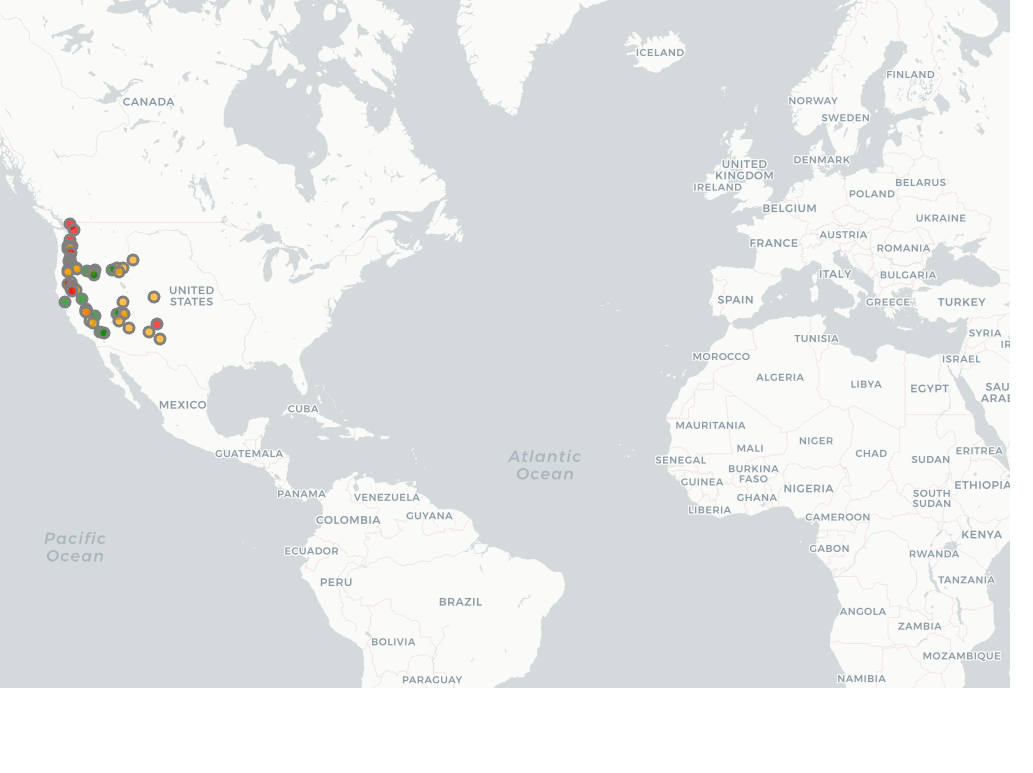 ICELAND
FINLAND
CANADA
NORWAY
SWEDEN
DENMARK
UNITED
KINGDOM
IRELAND
BELARUS
POLAND
BELGIUM
UKRAINE
AUSTRIA
FRANCE
ROMANIA
ITALY
BULGARIA
UNITED
STATES
SPAIN
GREECE
TURKEY
SYRIA
TUNISIA
IR
MOROCCO
ISRAEL
ALGERIA
LIBYA
EGYPT
SAU
ARAE
MEXICO
CUBA
MAURITANIA
NIGER
MALI
ERITREA
GUATEMALA
CHAD
Atlantic
Ocean
SENEGAL
SUDAN
BURKINA
FASO
GUINEA
ETHIOPIA
NIGERIA
PANAMA
VENEZUELA
GHANA
SOUTH
SUDAN
LIBERIA
GUYANA
COLOMBIA
CAMEROON
KENYA
Pacific
Ocean
GABON
ECUADOR
RWANDA
PERU
TANZANIA
BRAZIL
ANGOLA
ZAMBIA
BOLIVIA
MOZAMBIQUE
NAMIBIA
PARAGUAY